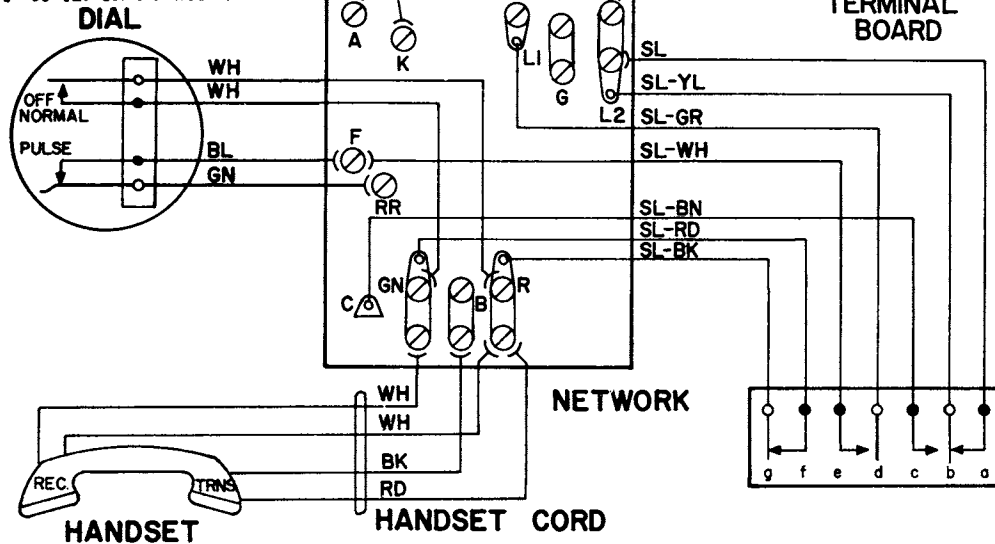 DIAL
TERMINAL
BOARD
A
K
L1
G
L2
SL
SL-YL
SL-GR
SL-WH
SL-BN
SL-RD
SL-BK
WH
WH
OFF
NORMAL
PULSE
BL
GN
F
RR
GN
B
R
C
NETWORK
WH
WH
BK
RD
REC.
TRNS
HANDSET
HANDSET CORD
g f e d c b a